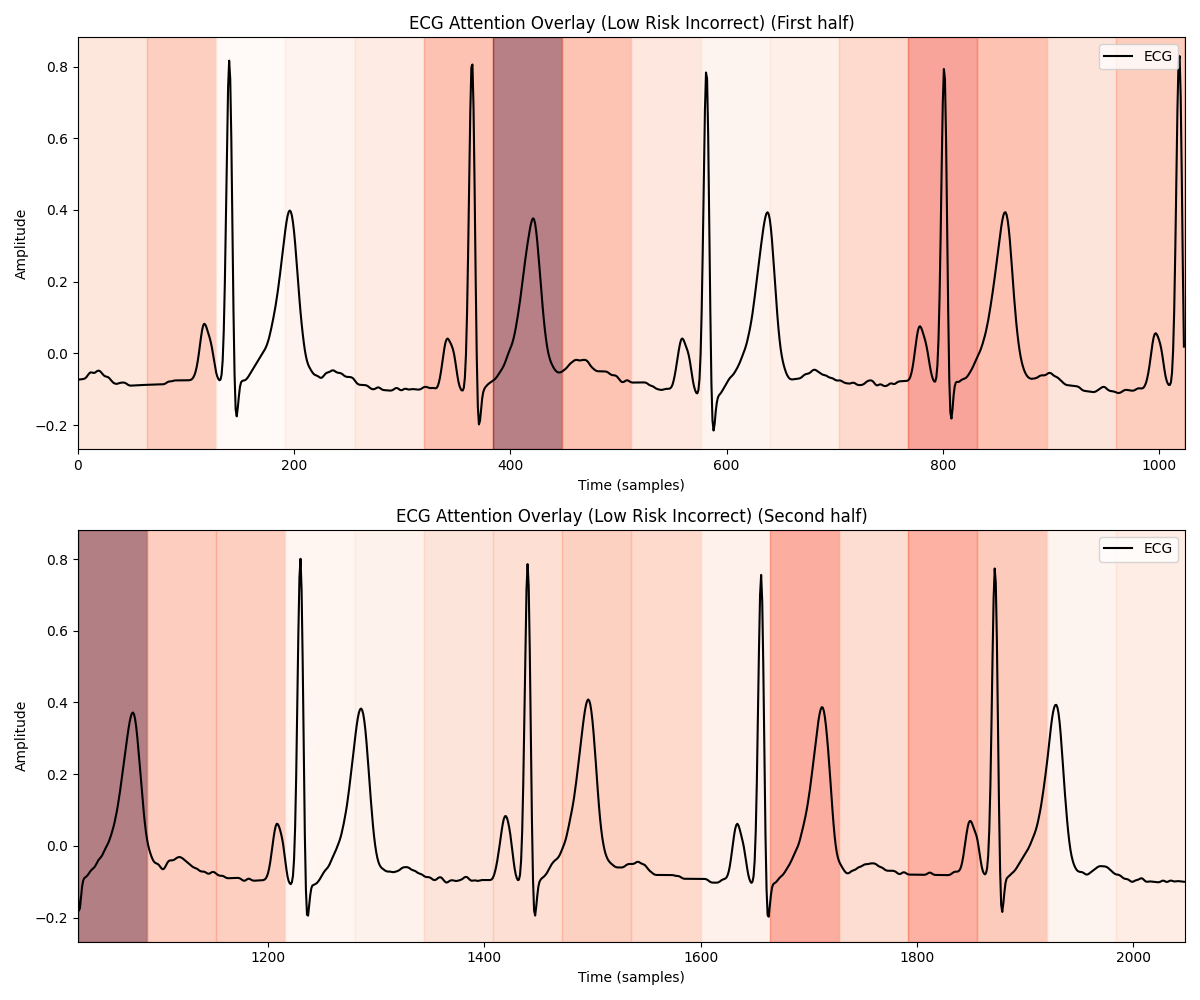 ECG Attention Overlay (Low Risk Incorrect) (First half)
ECG
0.8
0.6
0.4
0.2
0.0
−0.2
Amplitude
0 200 400 600 800 1000
Time (samples)
ECG Attention Overlay (Low Risk Incorrect) (Second half)
ECG
0.8
0.6
0.4
0.2
0.0
−0.2
Amplitude
1200 1400 1600 1800 2000
Time (samples)